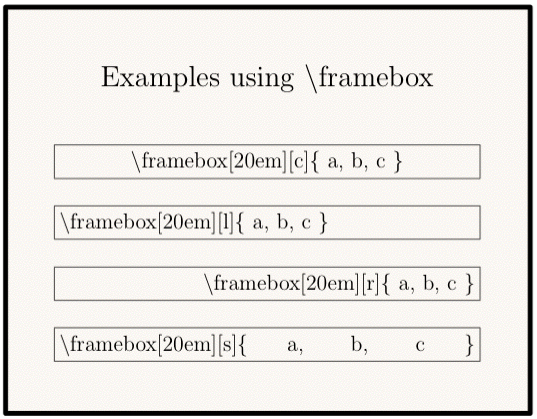 Examples using \framebox
\framebox[20em][c]{ a, b, c }
\framebox[20em][l]{ a, b, c }
\framebox[20em][r]{ a, b, c }
\framebox[20em][s]{ a, b, c }